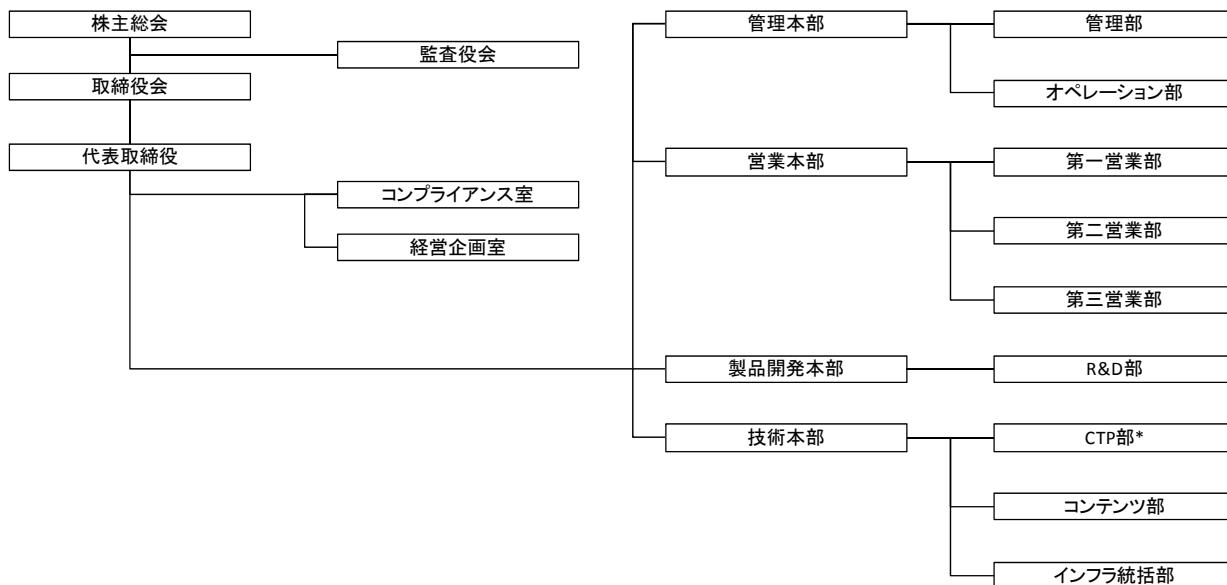 株主総会
監査役会
取締役会
代表取締役
コンプライアンス室
経営企画室
管理本部
管理部
オペレーション部
営業本部
第一営業部
第二営業部
第三営業部
製品開発本部
R&D部
技術本部
CTP部*
コンテンツ部
インフラ統括部